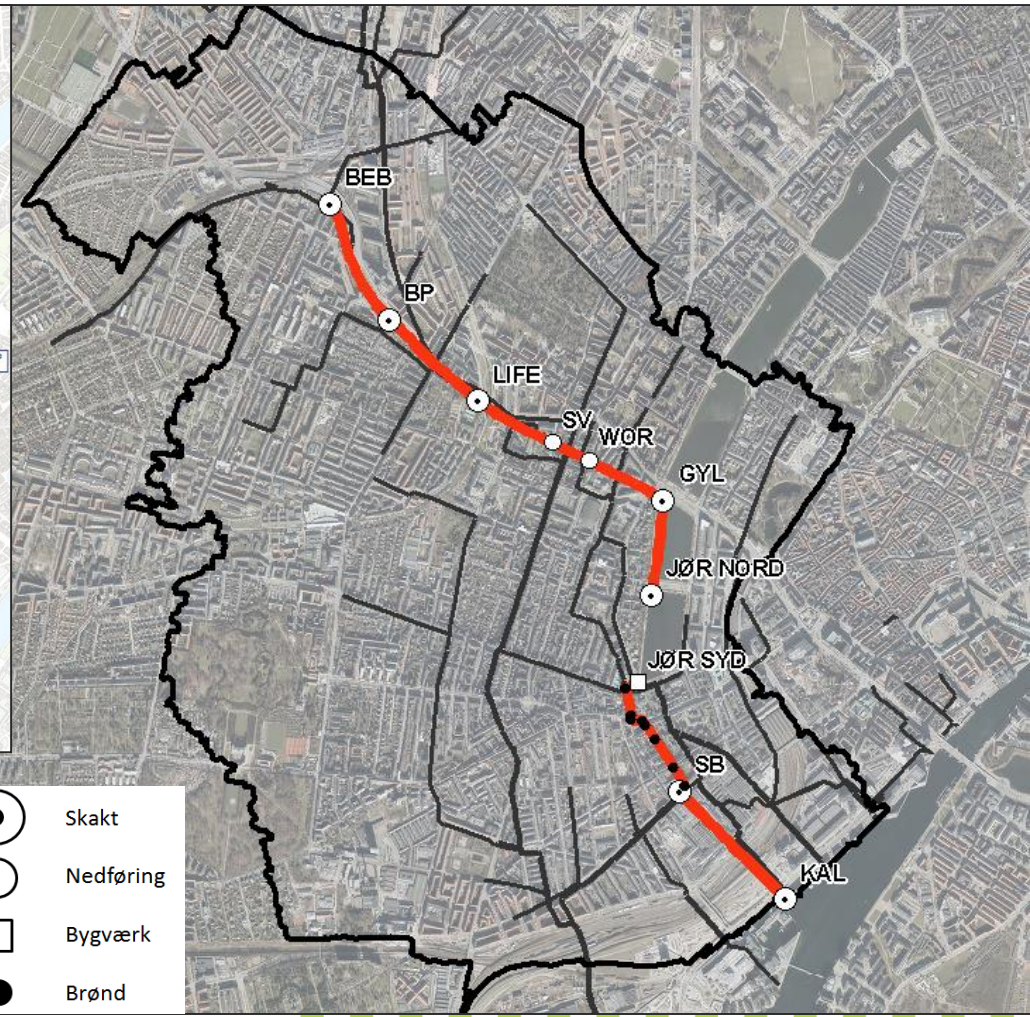 BEB
BP
LIFE
SV
WOR
GYL
JØR NORD
JØR SYD
SB
KAL
Skakt
Nedføring
Bygværk
Brønd